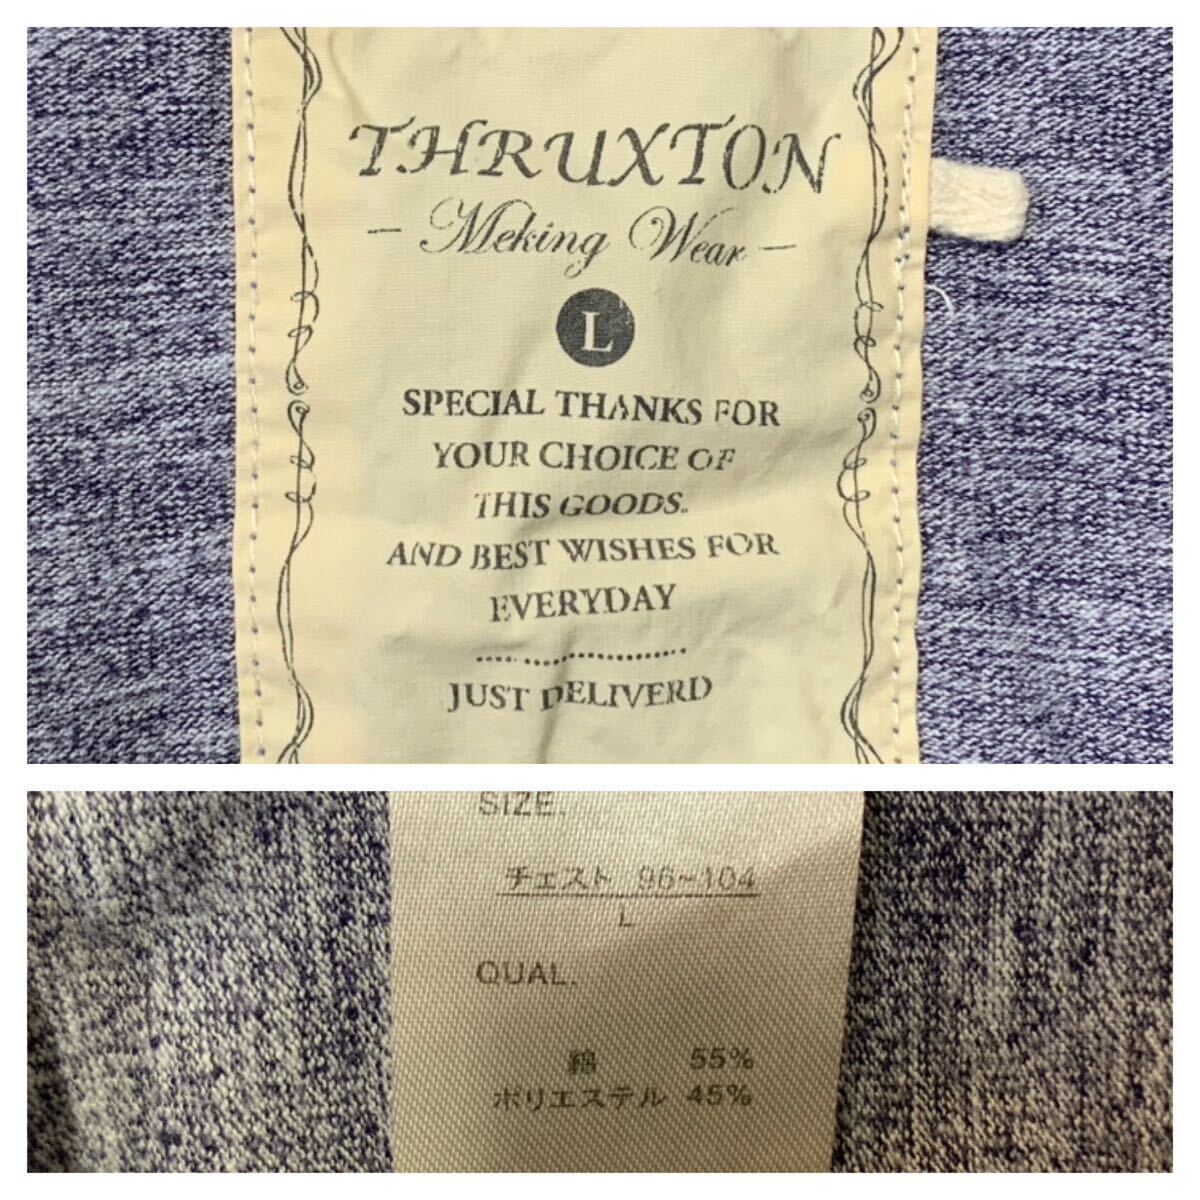 THRUXTON
- Meking Wear -
L
SPECIAL THANKS FOR
YOUR CHOICE OF
THIS GOODS.
AND BEST WISHES FOR
EVERYDAY
JUST DELIVERD
SIZE.
チェスト 96~104
L
QUAL.
綿 55%
ポリエステル 45%